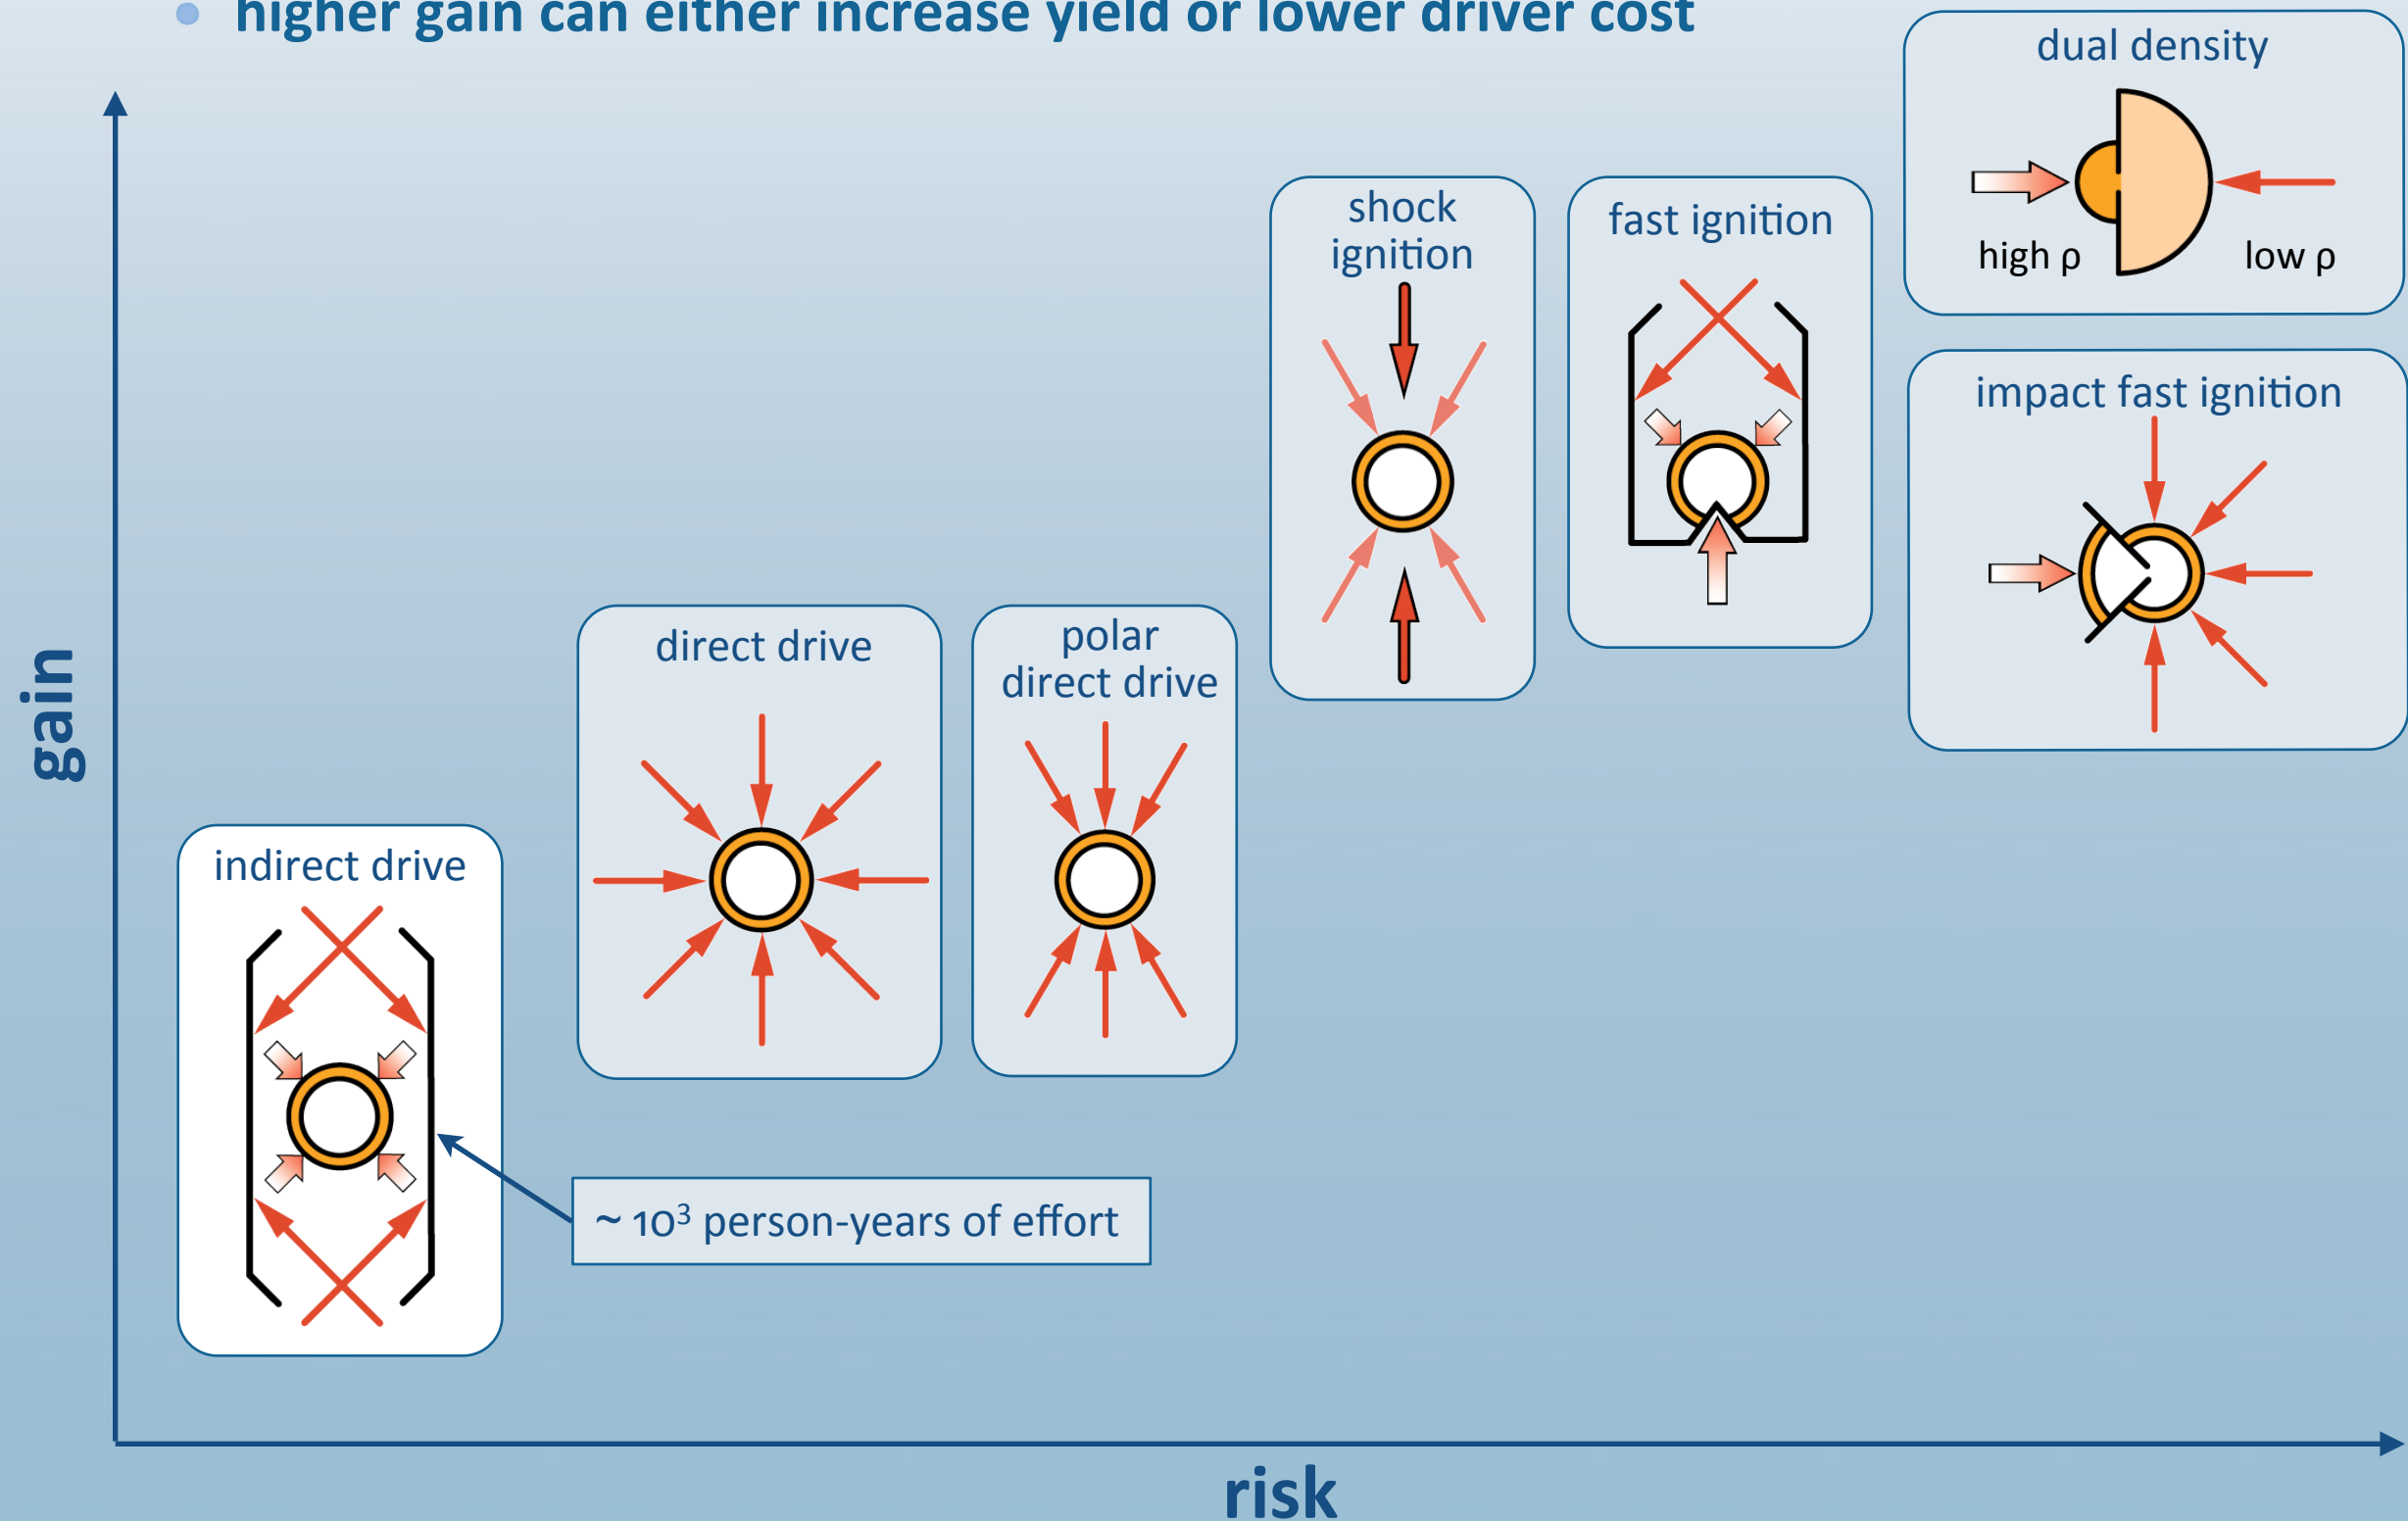 higher gain can either increase yield or lower driver cost
dual density
high ρ
low ρ
shock
ignition
fast ignition
impact fast ignition
direct drive
polar
direct drive
gain
indirect drive
~ 10³ person-years of effort
risk